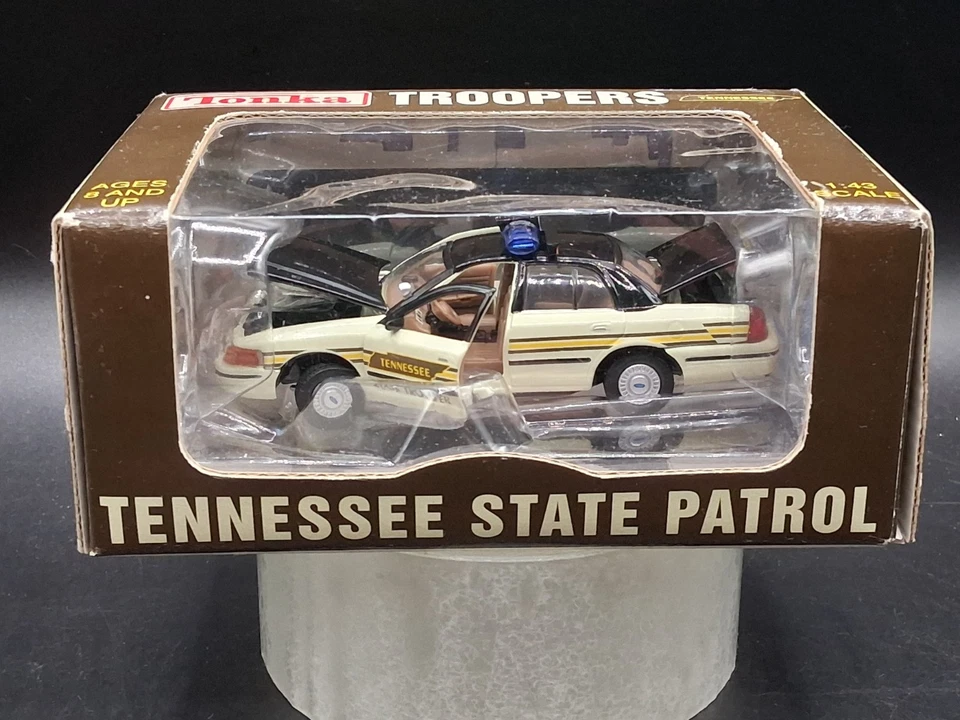 Tonka TROOPERS TENNESSEE
AGES
8 AND
UP
1:43
SCALE
TENNESSEE
TENNESSEE STATE PATROL